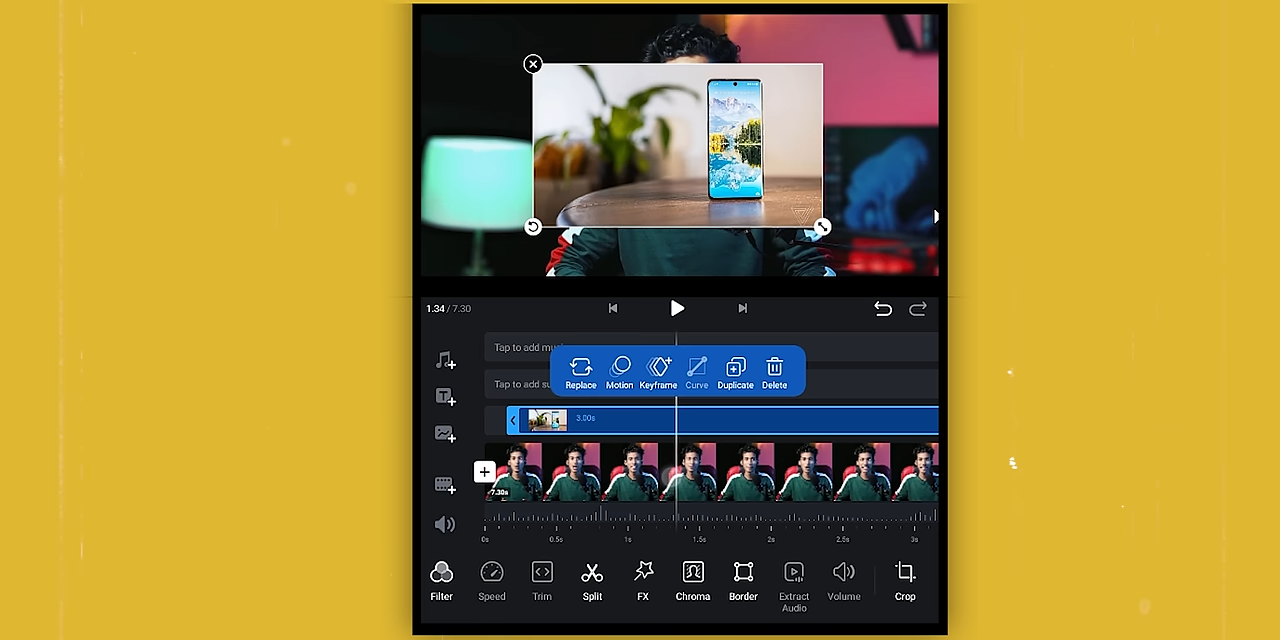 1.34 / 7.30
Tap to add mu
Replace Motion Keyframe Curve Duplicate Delete
Tap to add su
3.00s
7.30s
0s 0.5s 1s 1.5s 2s 2.5s 3s
Filter Speed Trim Split FX Chroma Border Extract Audio Volume Crop